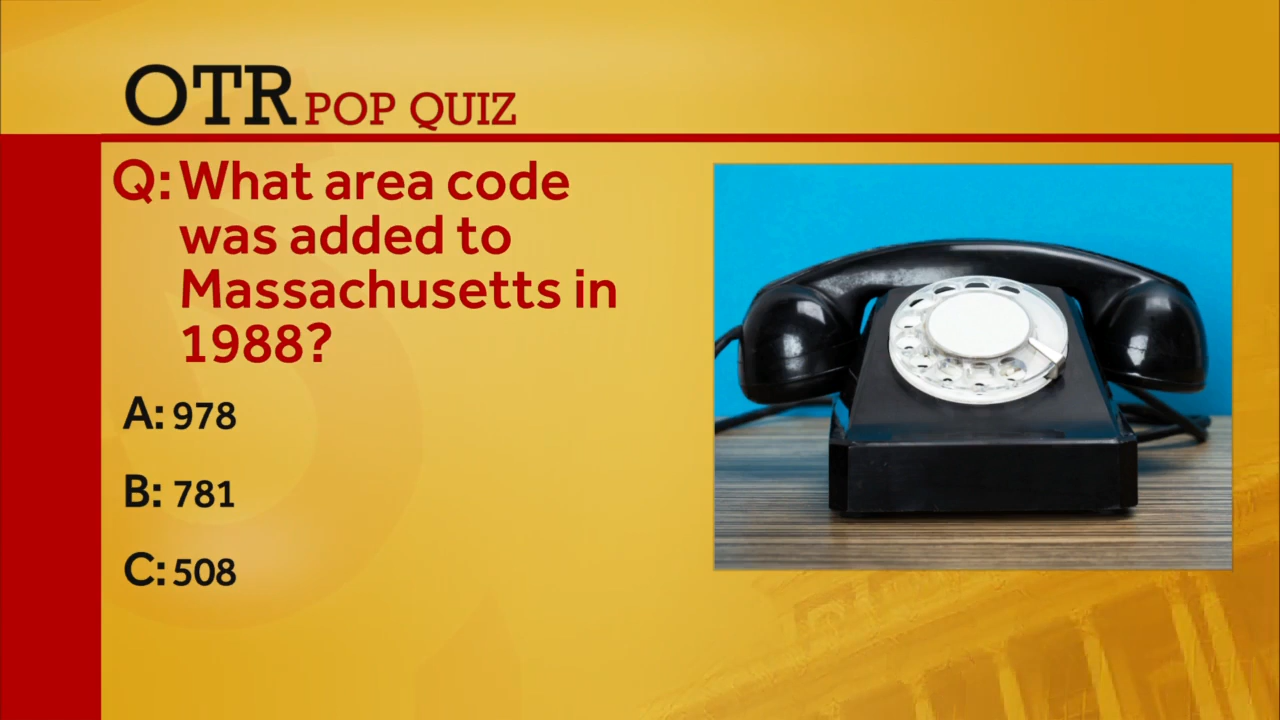 OTR POP QUIZ
Q: What area code
was added to
Massachusetts in
1988?
A: 978
B: 781
C: 508